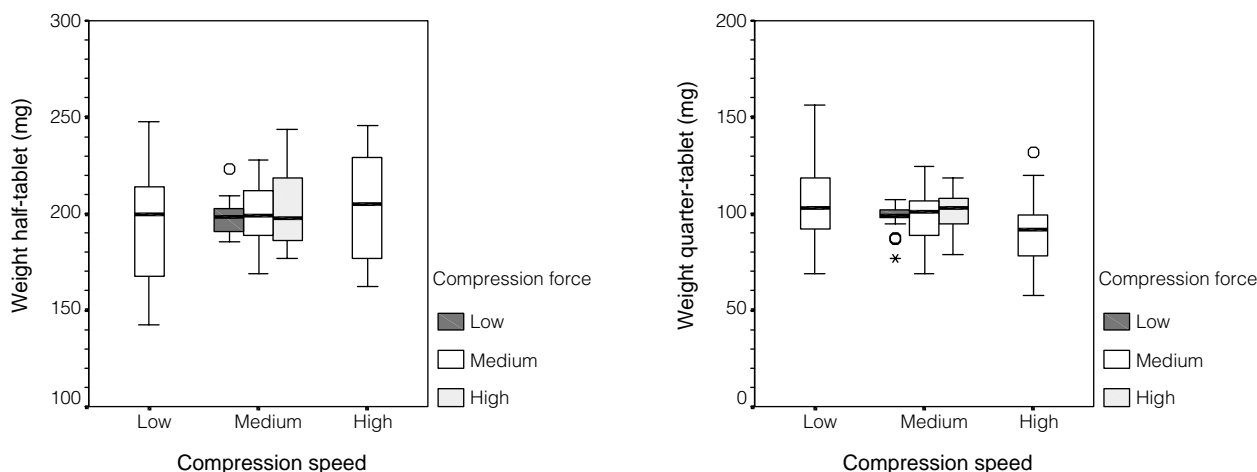 300
250
200
150
100
Weight half-tablet (mg)
Low
Medium
High
Compression speed
Compression force
Low
Medium
High
200
150
100
50
0
Weight quarter-tablet (mg)
Low
Medium
High
Compression speed
Compression force
Low
Medium
High